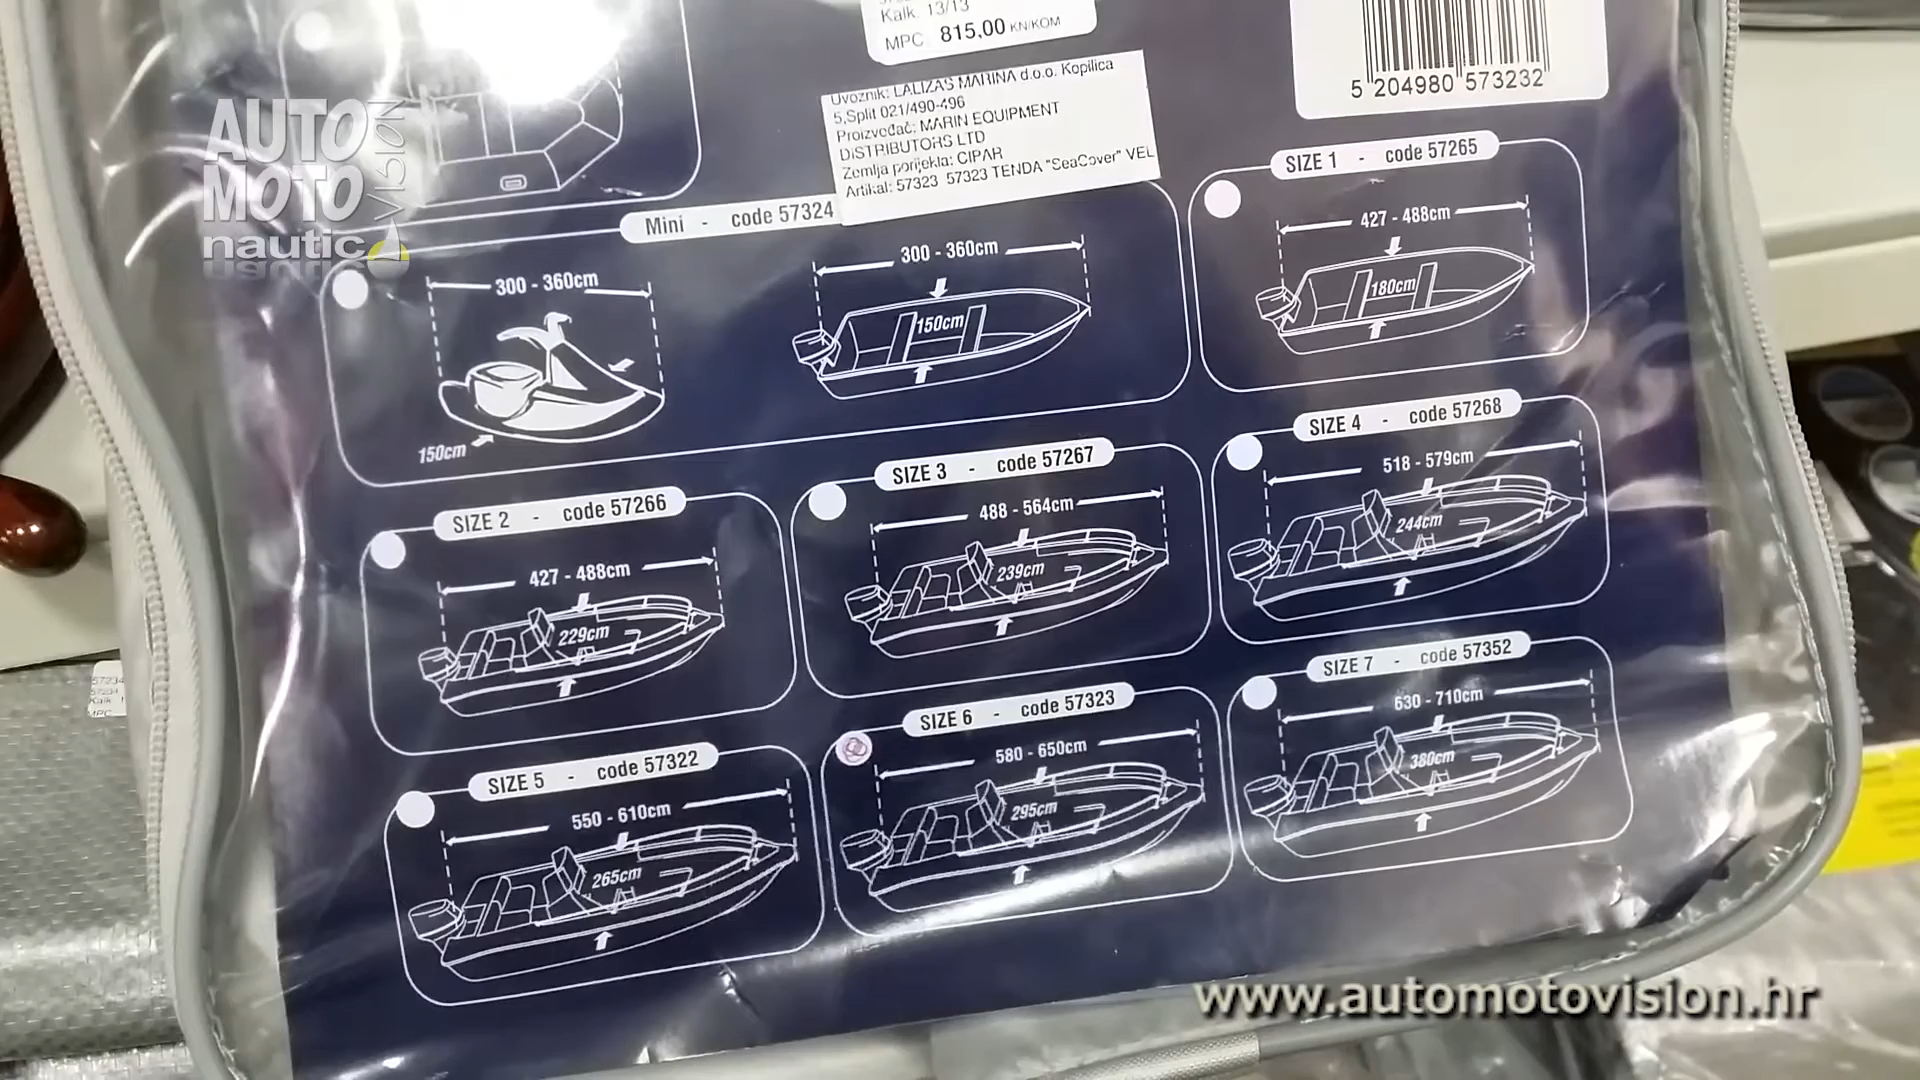 Kalk. 13/13
MPC 815,00 KN/KOM
Uvoznik: LALIZAS MARINA d.o.o. Kopilica
5,Split 021/490-496
Proizvođač: MARIN EQUIPMENT
DISTRIBUTORS LTD
Zemlja porijekla: CIPAR
Artikal: 57323 57323 TENDA "SeaCover" VEL
5 204980 573232
AUTO
MOTO
VISION
nautic
Mini - code 57324
300 - 360cm
150cm
300 - 360cm
150cm
SIZE 1 - code 57265
427 - 488cm
180cm
SIZE 2 - code 57266
427 - 488cm
229cm
SIZE 3 - code 57267
488 - 564cm
239cm
SIZE 4 - code 57268
518 - 579cm
244cm
SIZE 5 - code 57322
550 - 610cm
265cm
SIZE 6 - code 57323
580 - 650cm
295cm
SIZE 7 - code 57352
630 - 710cm
380cm
www.automotovision.hr